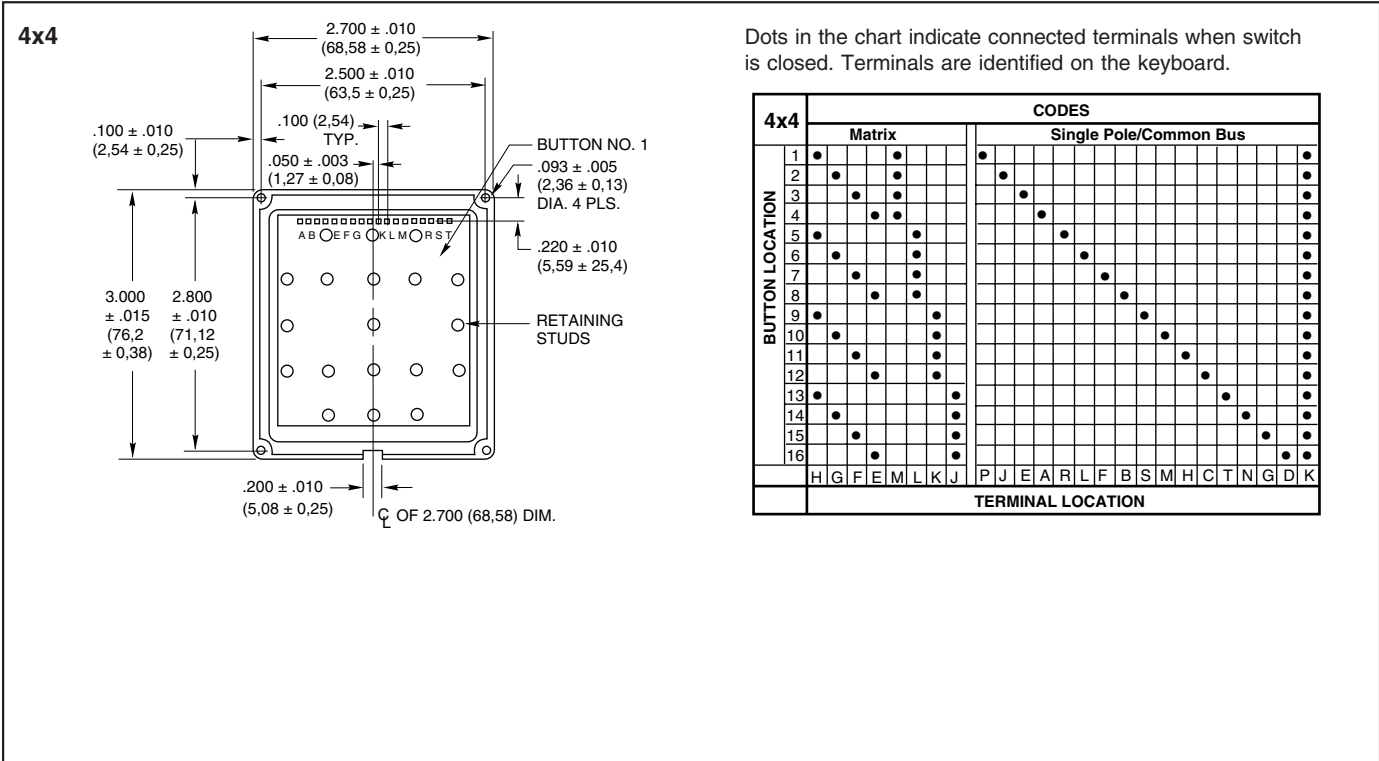 4x4
2.700 ± .010
(68,58 ± 0,25)
2.500 ± .010
(63,5 ± 0,25)
.100 (2,54)
TYP.
.100 ± .010
(2,54 ± 0,25)
.050 ± .003
(1,27 ± 0,08)
BUTTON NO. 1
.093 ± .005
(2,36 ± 0,13)
DIA. 4 PLS.
A B E F G K L M R S T
.220 ± .010
(5,59 ± 25,4)
3.000
± .015
(76,2
± 0,38)
2.800
± .010
(71,12
± 0,25)
RETAINING
STUDS
.200 ± .010
(5,08 ± 0,25)
℄ OF 2.700 (68,58) DIM.
Dots in the chart indicate connected terminals when switch
is closed. Terminals are identified on the keyboard.
4x4
CODES
Matrix
Single Pole/Common Bus
BUTTON LOCATION
1
2
3
4
5
6
7
8
9
10
11
12
13
14
15
16
H G F E M L K J P J E A R L F B S M H C T N G D K
TERMINAL LOCATION